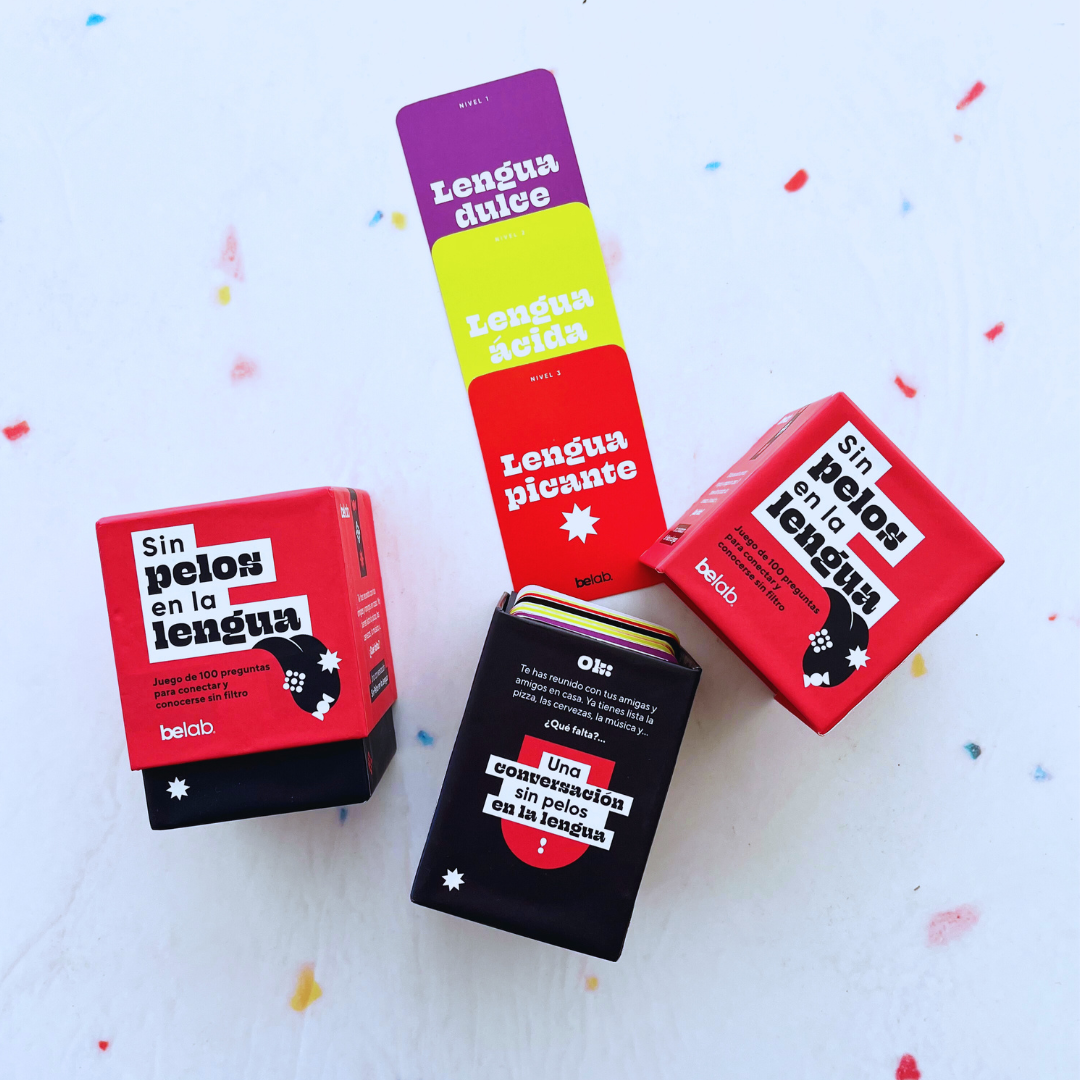 NIVEL 1
Lengua
dulce
NIVEL 2
Lengua
ácida
NIVEL 3
Lengua
picante
belab.
Sin
pelos
en la
lengua
Juego de 100 preguntas
para conectar y
conocerse sin filtro
belab.
belab.
Sin
pelos
en la
lengua
Juego de 100 preguntas
para conectar y
conocerse sin filtro
belab.
Oh:
Te has reunido con tus amigas y
amigos en casa. Ya tienes lista la
pizza, las cervezas, la música y...
¿Qué falta?...
Una
conversación
sin pelos
en la lengua
!